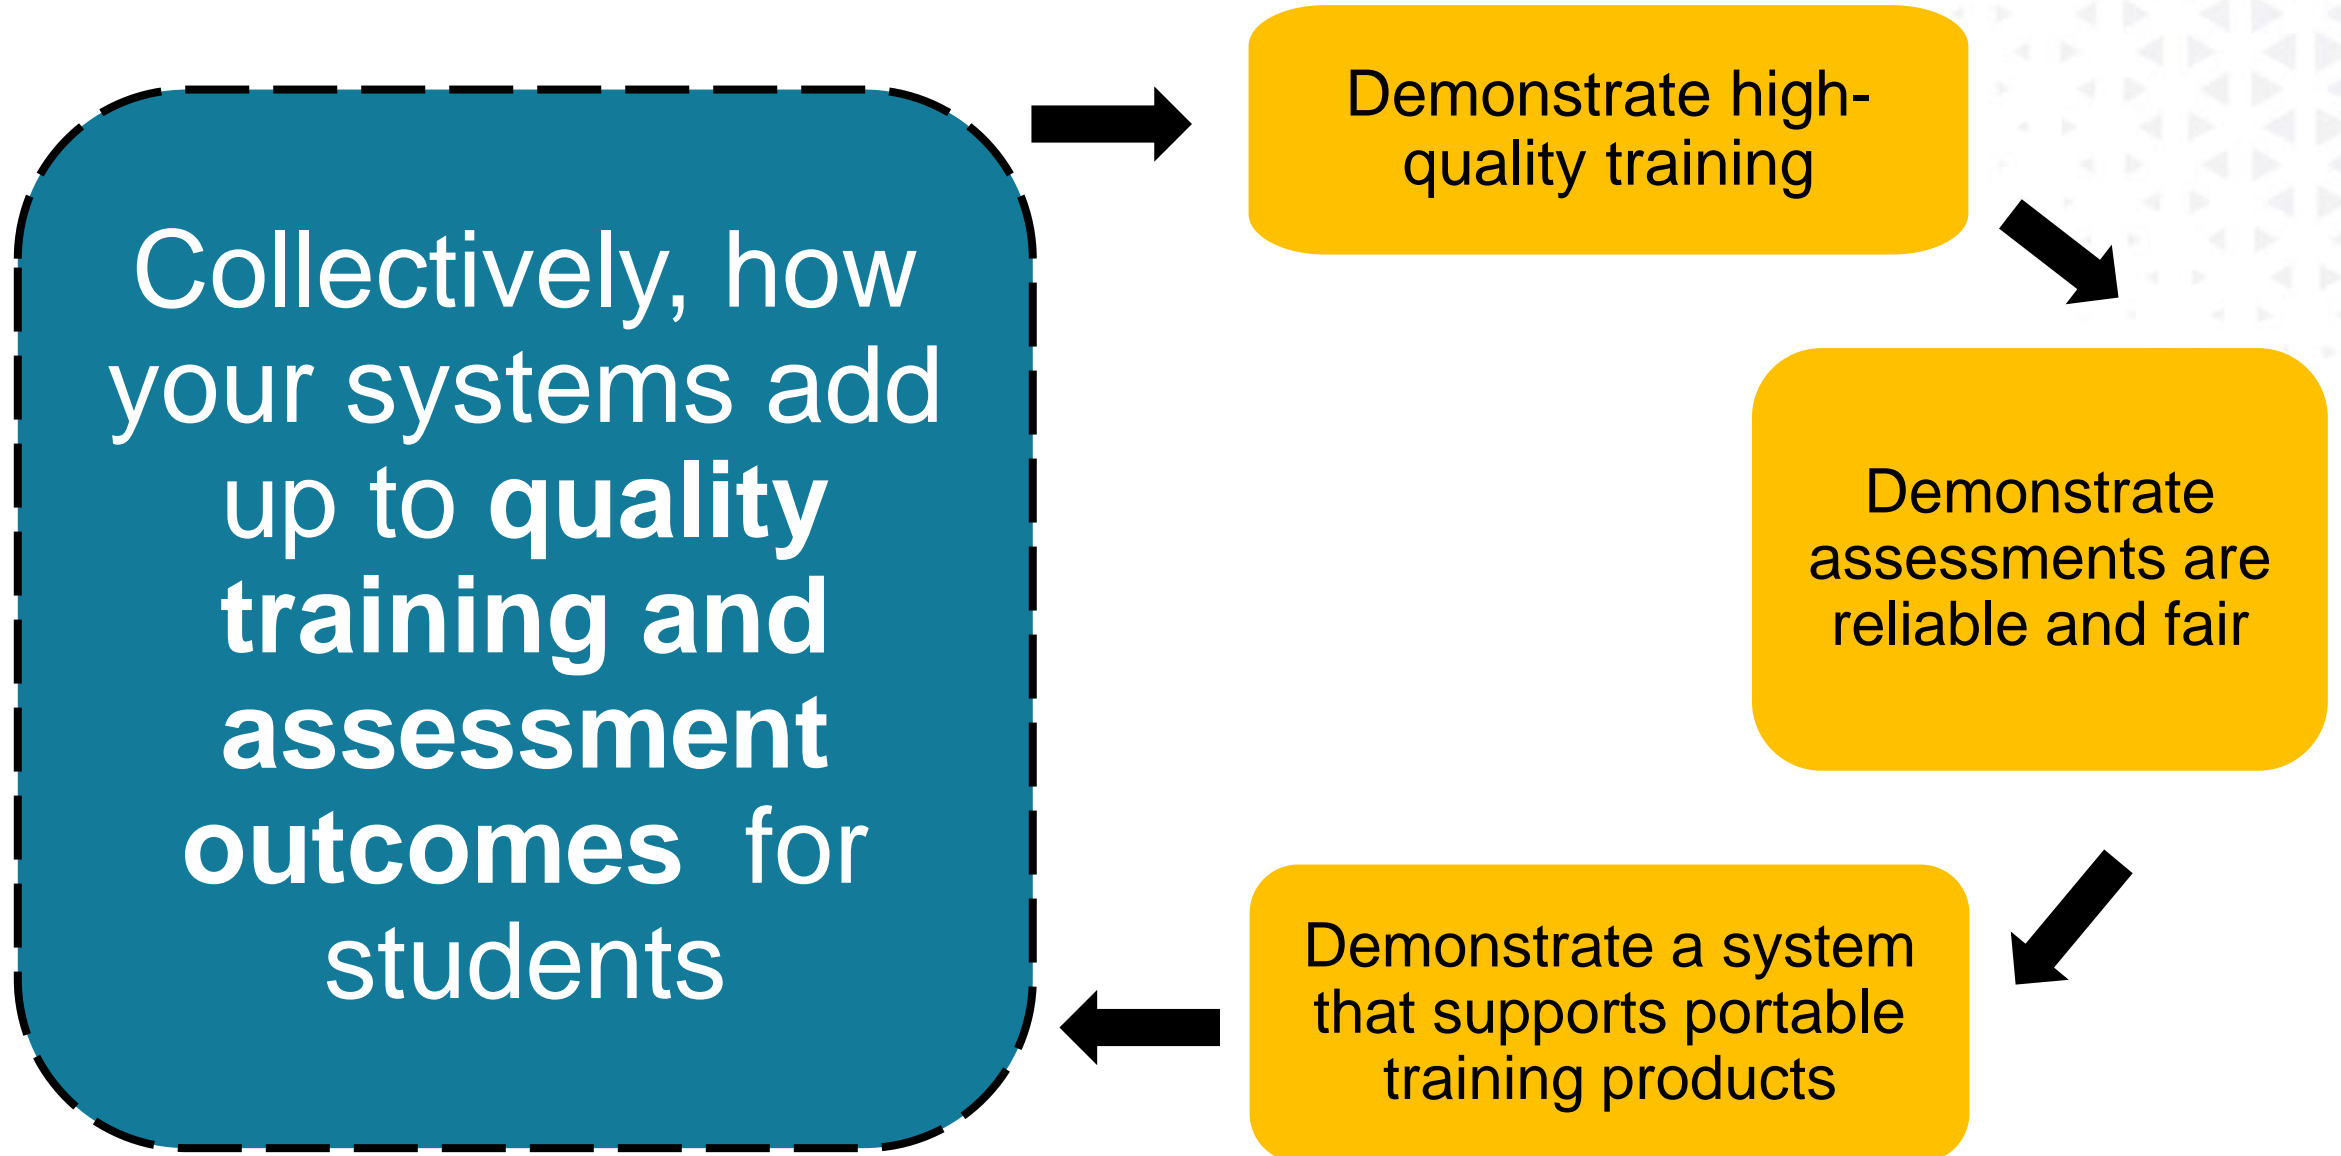 Collectively, how
your systems add
up to quality
training and
assessment
outcomes  for
students
Demonstrate high-
quality training
Demonstrate
assessments are
reliable and fair
Demonstrate a system
that supports portable
training products